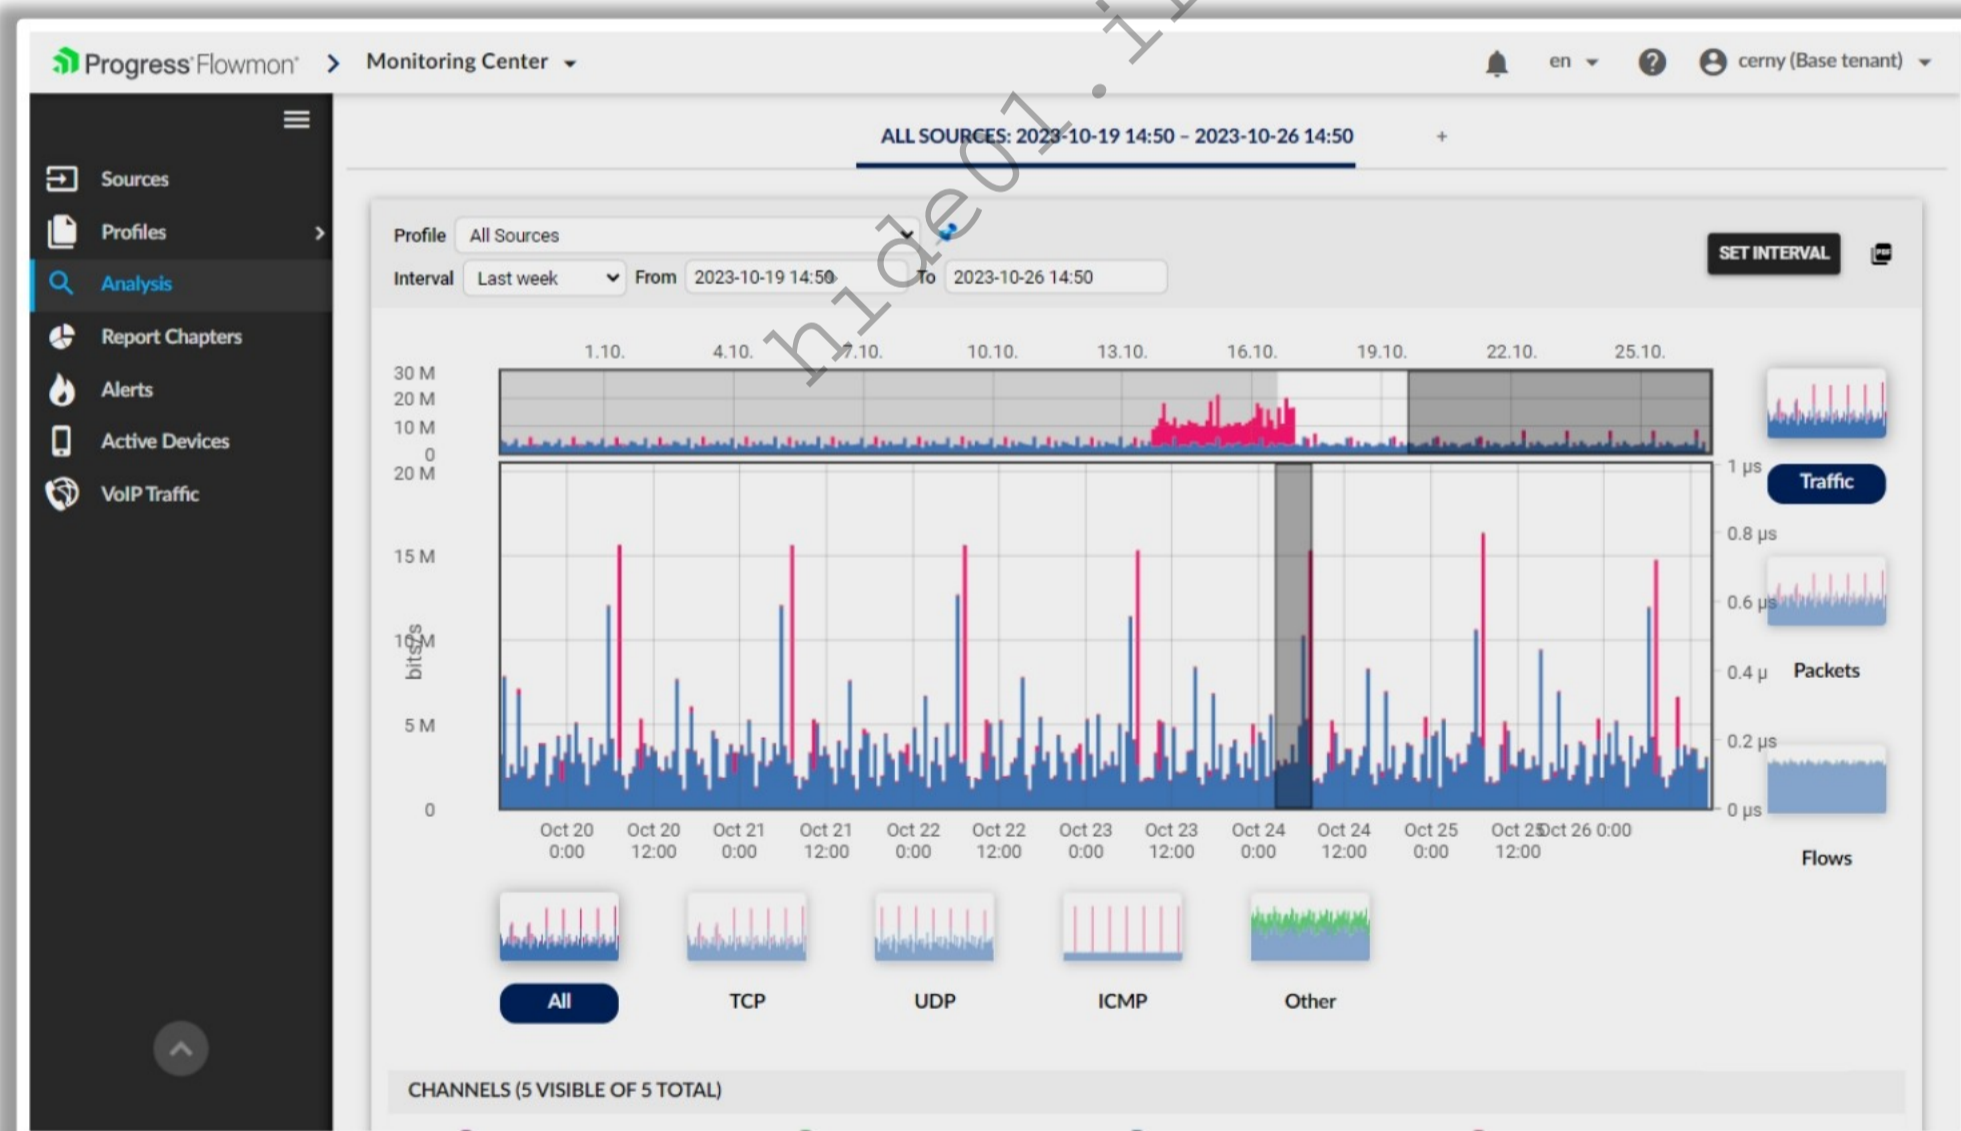 Progress® Flowmon®
Monitoring Center
en
cerny (Base tenant)
hide01.i
ALL SOURCES: 2023-10-19 14:50 – 2023-10-26 14:50
+
Sources
Profiles
Analysis
Report Chapters
Alerts
Active Devices
VoIP Traffic
Profile All Sources
Interval Last week From 2023-10-19 14:50 To 2023-10-26 14:50
SET INTERVAL
PDF
1.10. 4.10. 7.10. 10.10. 13.10. 16.10. 19.10. 22.10. 25.10.
30 M
20 M
10 M
0
20 M
15 M
10 M
5 M
0
bits/s
1 µs
0.8 µs
0.6 µs
0.4 µ
0.2 µs
0 µs
Traffic
Packets
Flows
Oct 20 Oct 20 Oct 21 Oct 21 Oct 22 Oct 22 Oct 23 Oct 23 Oct 24 Oct 24 Oct 25 Oct 25 Oct 26 0:00
0:00 12:00 0:00 12:00 0:00 12:00 0:00 12:00 0:00 12:00 0:00 12:00
All TCP UDP ICMP Other
CHANNELS (5 VISIBLE OF 5 TOTAL)